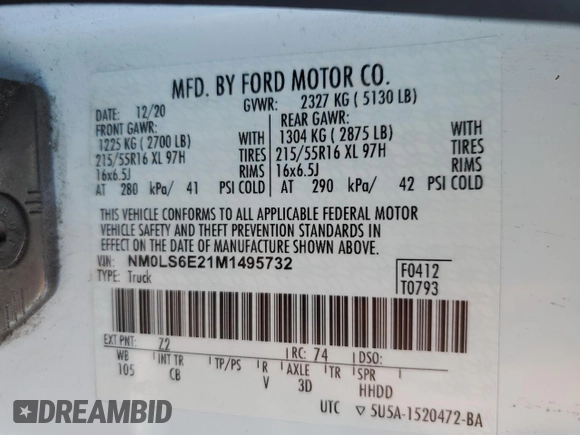 MFD. BY FORD MOTOR CO.
DATE: 12/20 GVWR: 2327 KG ( 5130 LB)
FRONT GAWR: REAR GAWR:
1225 KG ( 2700 LB) WITH 1304 KG ( 2875 LB) WITH
215/55R16 XL 97H TIRES 215/55R16 XL 97H TIRES
16x6.5J RIMS 16x6.5J RIMS
AT 280 kPa/ 41 PSI COLD AT 290 kPa/ 42 PSI COLD
THIS VEHICLE CONFORMS TO ALL APPLICABLE FEDERAL MOTOR
VEHICLE SAFETY AND THEFT PREVENTION STANDARDS IN
EFFECT ON THE DATE OF MANUFACTURE SHOWN ABOVE.
VIN: NM0LS6E21M1495732 F0412
TYPE: Truck T0793
EXT PNT: Z2 RC: 74 DSO:
WB INT TR TP/PS R AXLE TR SPR
105 CB V 3D HHDD
UTC ▽ 5U5A-1520472-BA
DREAMBID